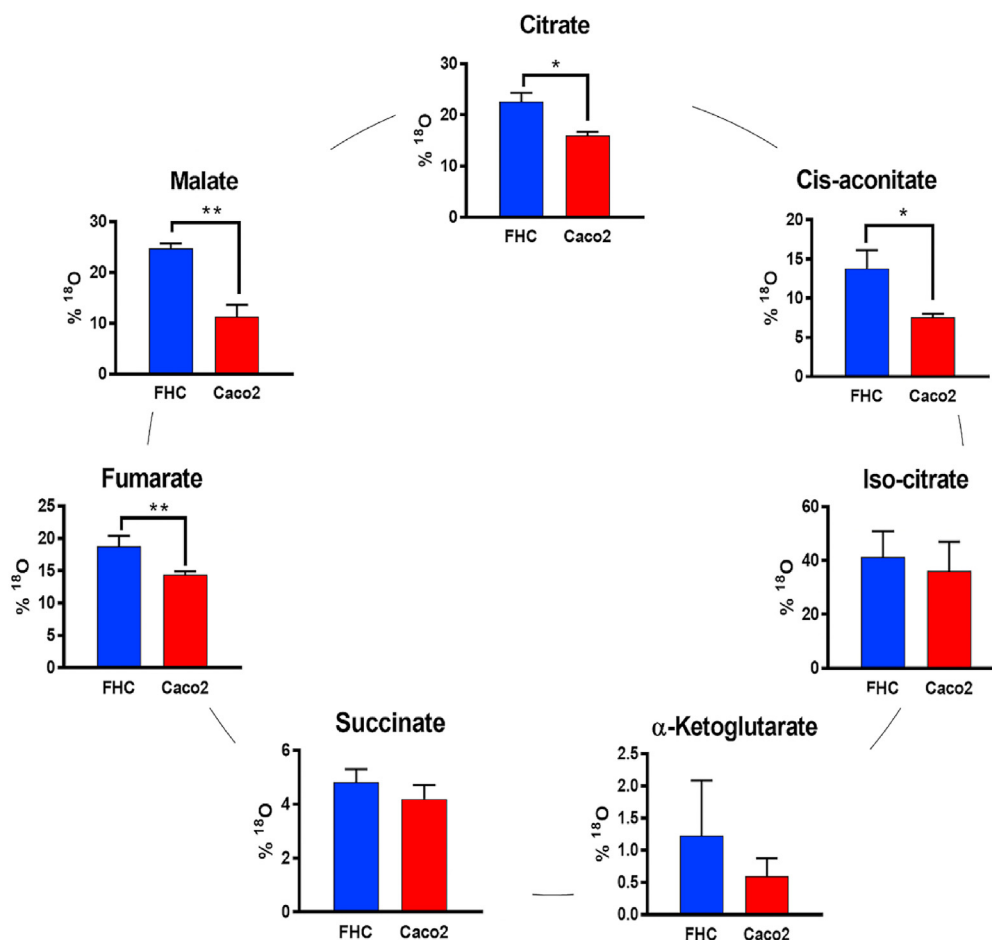 Citrate
% ¹⁸O
30
20
10
0
*
FHC Caco2
Malate
% ¹⁸O
30
20
10
0
**
FHC Caco2
Cis-aconitate
% ¹⁸O
20
15
10
5
0
*
FHC Caco2
Fumarate
% ¹⁸O
25
20
15
10
5
0
**
FHC Caco2
Iso-citrate
% ¹⁸O
60
40
20
0
FHC Caco2
Succinate
% ¹⁸O
6
4
2
0
FHC Caco2
α-Ketoglutarate
% ¹⁸O
2.5
2.0
1.5
1.0
0.5
0.0
FHC Caco2